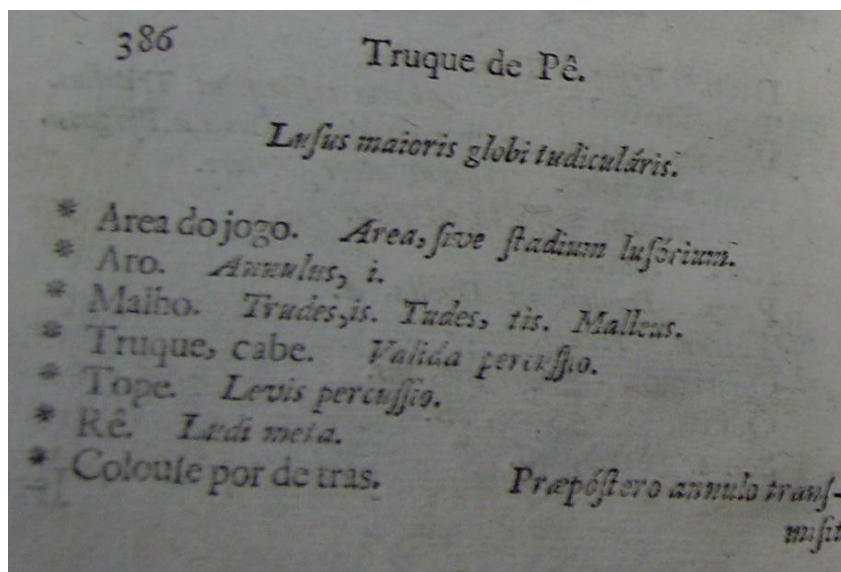 386
Truque de Pê.
Luſus maioris globi tudiculáris.
* Area do jogo. Area, ſive ſtadium luſórium.
* Aro. Annulus, i.
* Malho. Trudes, is. Tudes, tis. Malleus.
* Truque, cabe. Valida percuſſio.
* Tope. Levis percuſſio.
* Rê. Ludi meta.
* Colouſe por de tras. Præpóſtero annulo tranſ-
miſit